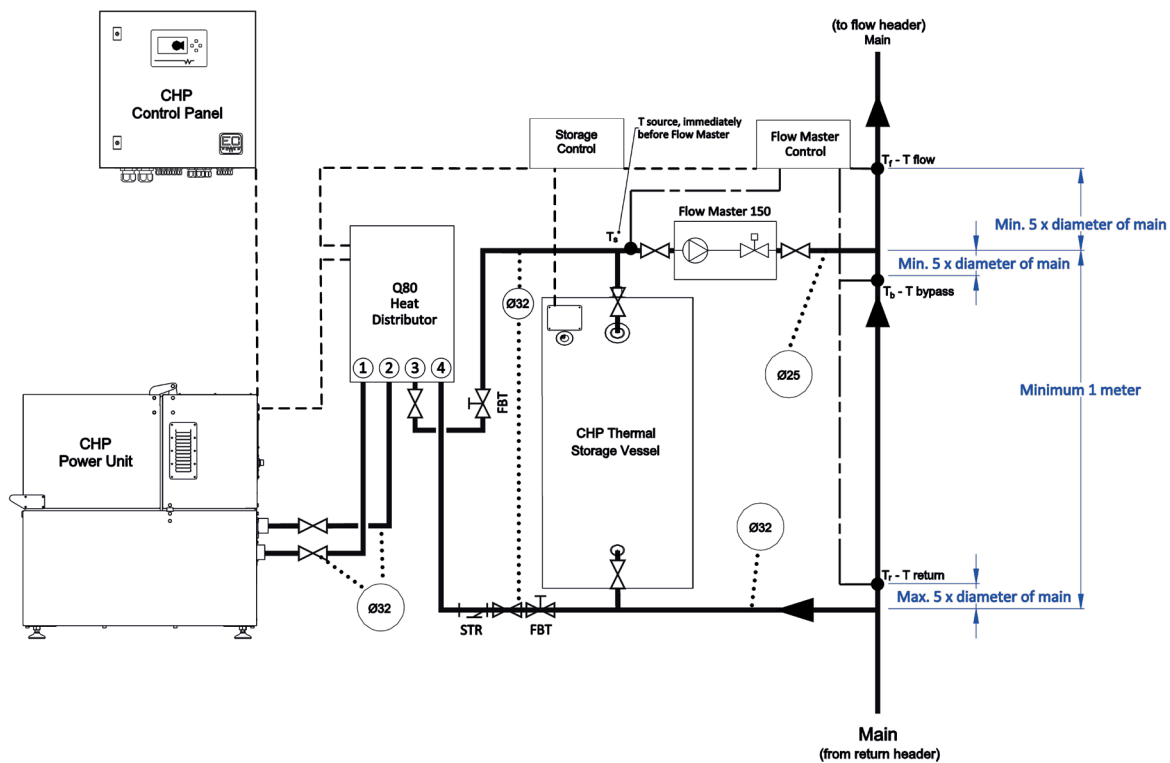 (to flow header)
Main
CHP
Control Panel
T source, immediately
before Flow Master
Storage
Control
Flow Master
Control
Tf - T flow
Flow Master 150
Ts
Min. 5 x diameter of main
Min. 5 x diameter of main
Tb - T bypass
Q80
Heat
Distributor
Ø32
1 2 3 4
FBT
Ø25
Minimum 1 meter
CHP
Power Unit
CHP Thermal
Storage Vessel
Ø32
Tr - T return
Max. 5 x diameter of main
Ø32
STR
FBT
Main
(from return header)